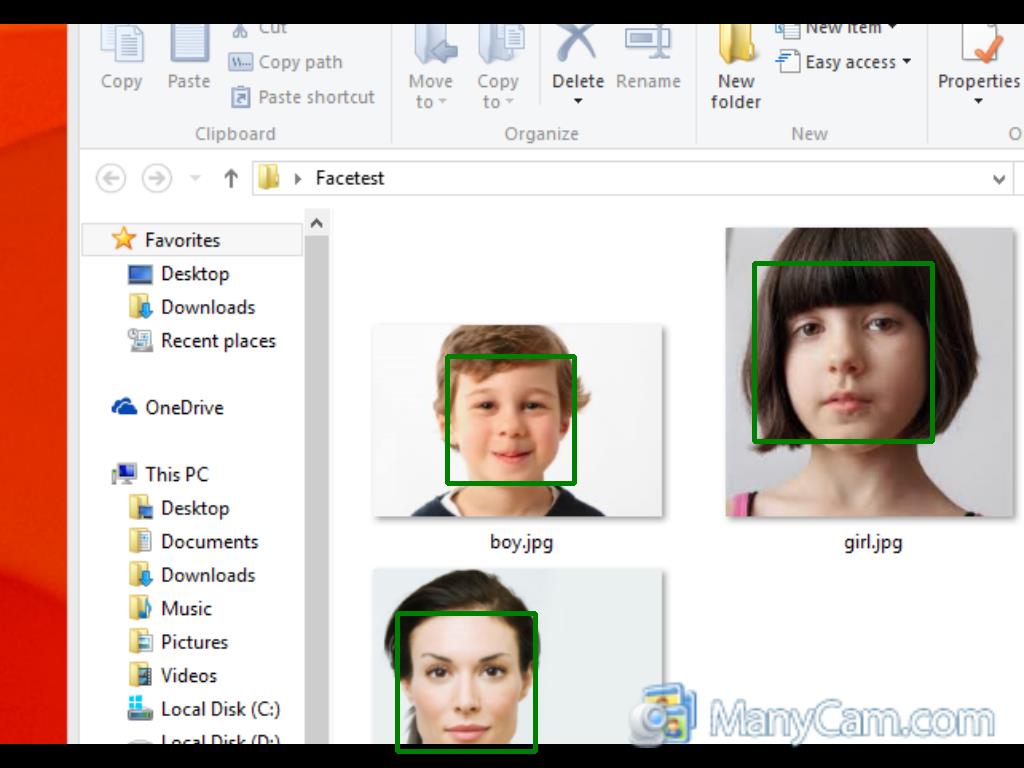 Cut
Copy Paste Copy path
Paste shortcut
Clipboard
Move to Copy to Delete Rename
Organize
New folder
New item
Easy access
New
Properties
O
Facetest
Favorites
Desktop
Downloads
Recent places
OneDrive
This PC
Desktop
Documents
Downloads
Music
Pictures
Videos
Local Disk (C:)
Local Disk (D:)
boy.jpg
girl.jpg
ManyCam.com